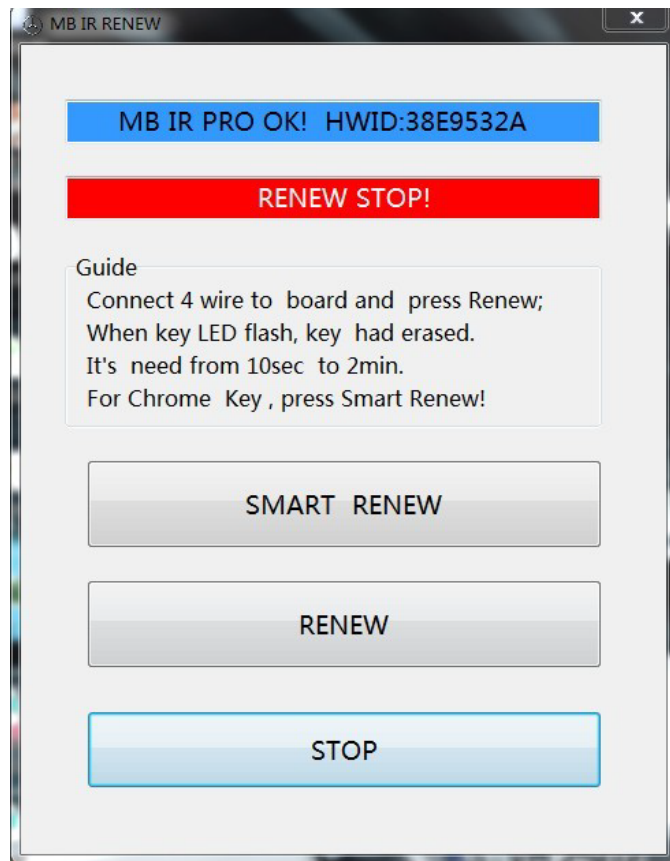 MB IR RENEW
MB IR PRO OK! HWID:38E9532A
RENEW STOP!
Guide
Connect 4 wire to board and press Renew;
When key LED flash, key had erased.
It's need from 10sec to 2min.
For Chrome Key , press Smart Renew!
SMART RENEW
RENEW
STOP